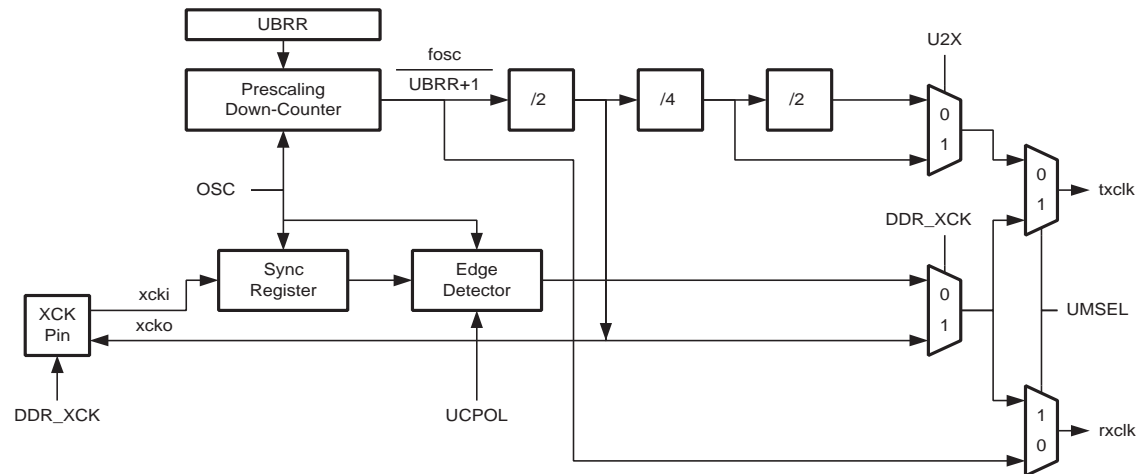 UBRR
U2X
fosc
UBRR+1
Prescaling
Down-Counter
/2
/4
/2
0
1
OSC
0
1
txclk
DDR_XCK
Sync
Register
Edge
Detector
xcki
0
1
XCK
Pin
xcko
UMSEL
DDR_XCK
UCPOL
1
0
rxclk